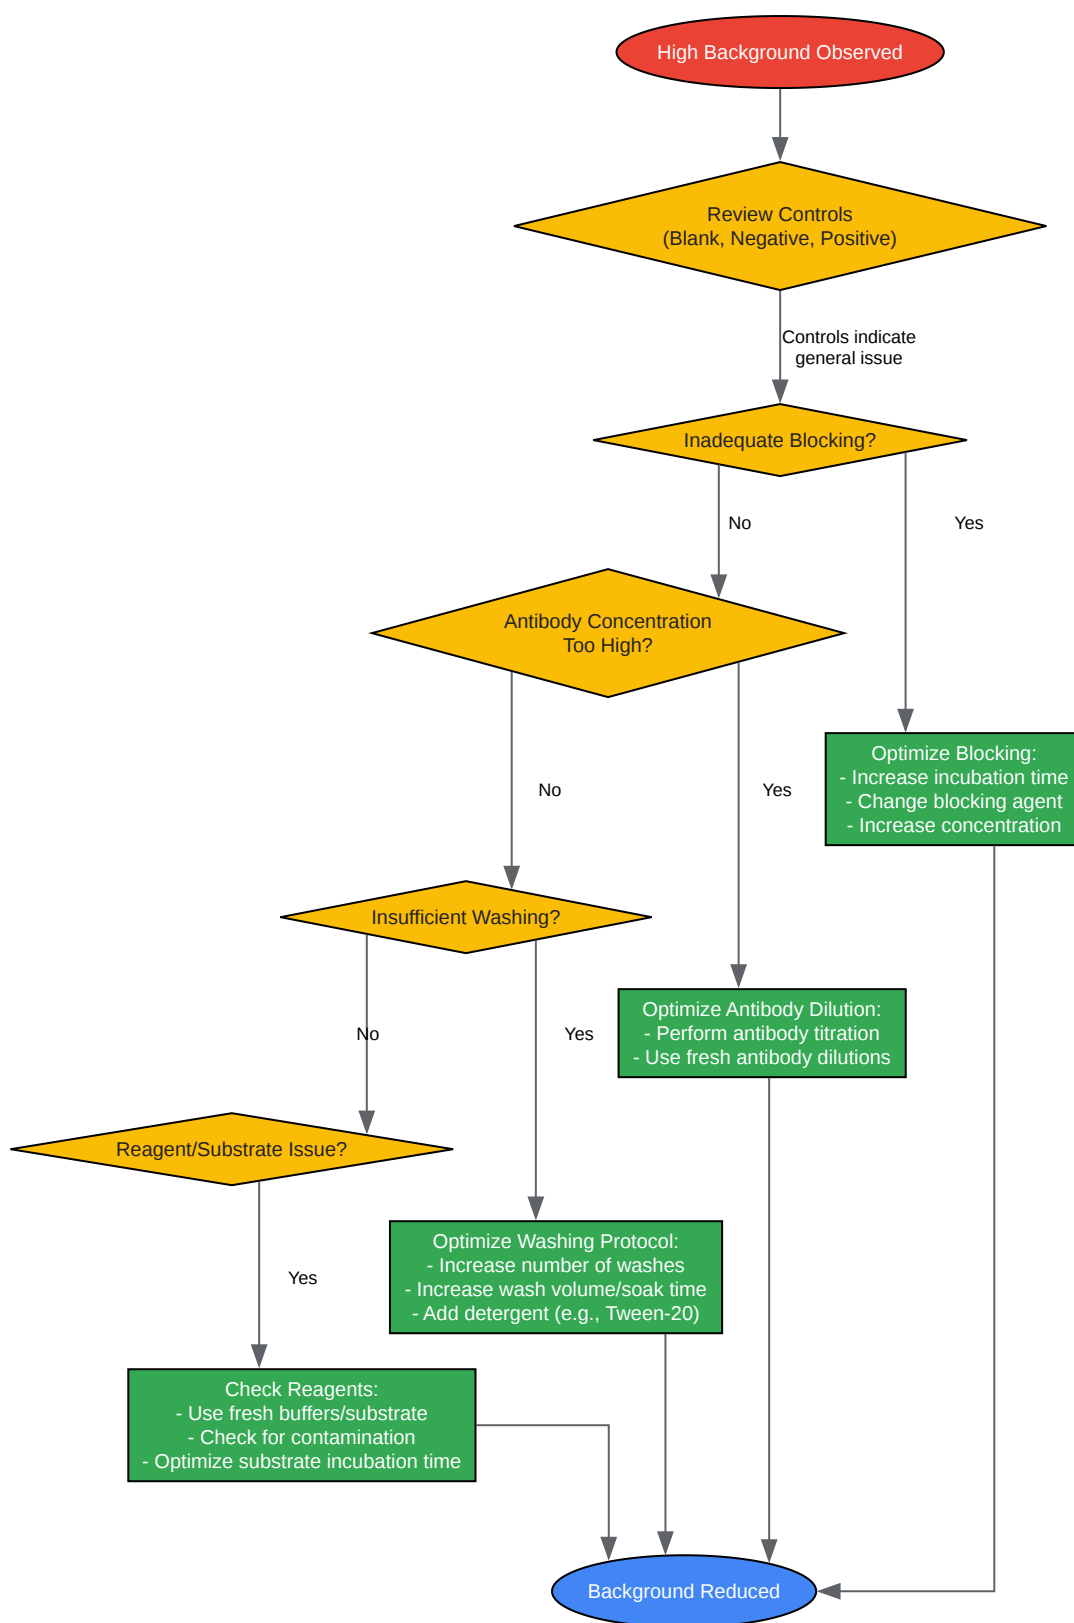 High Background Observed
Review Controls
(Blank, Negative, Positive)
Controls indicate
general issue
Inadequate Blocking?
No
Yes
Antibody Concentration
Too High?
No
Yes
Optimize Blocking:
- Increase incubation time
- Change blocking agent
- Increase concentration
Insufficient Washing?
No
Yes
Optimize Antibody Dilution:
- Perform antibody titration
- Use fresh antibody dilutions
Reagent/Substrate Issue?
Yes
Optimize Washing Protocol:
- Increase number of washes
- Increase wash volume/soak time
- Add detergent (e.g., Tween-20)
Check Reagents:
- Use fresh buffers/substrate
- Check for contamination
- Optimize substrate incubation time
Background Reduced